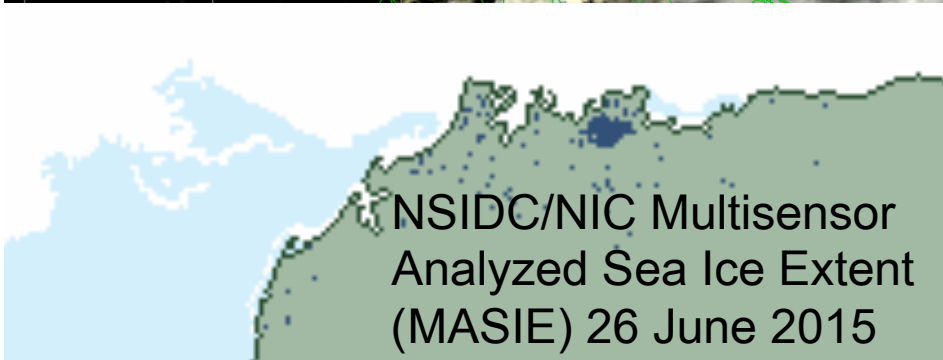 NSIDC/NIC Multisensor
Analyzed Sea Ice Extent
(MASIE) 26 June 2015